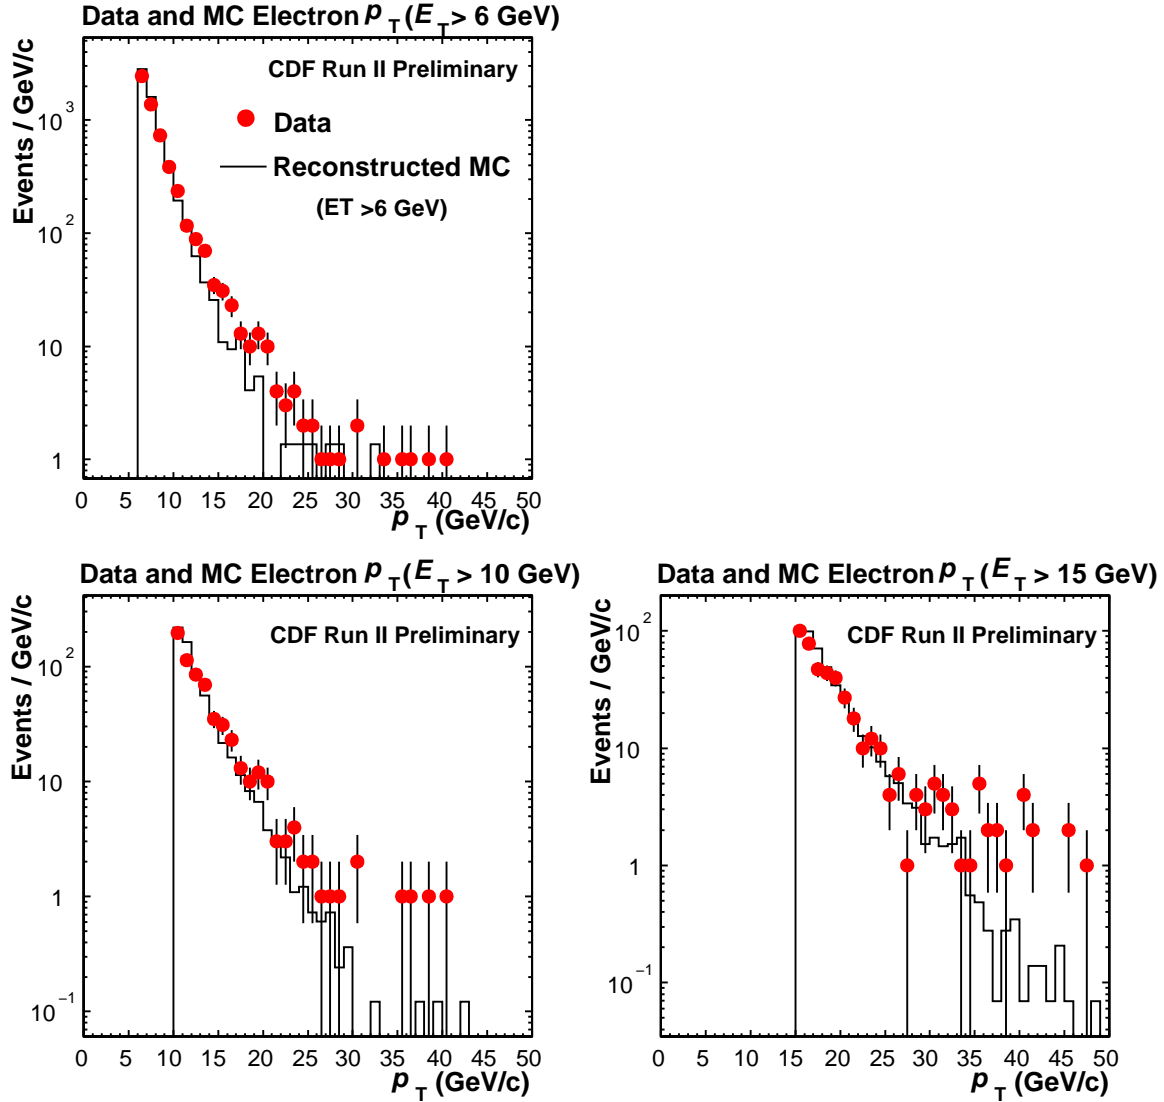 Data and MC Electron p T (E T > 6 GeV)
CDF Run II Preliminary
Data
Reconstructed MC
(ET >6 GeV)
Events / GeV/c
10 3
10 2
10
1
0 5 10 15 20 25 30 35 40 45 50
p T (GeV/c)
Data and MC Electron p T (E T > 10 GeV)
CDF Run II Preliminary
Events / GeV/c
10 2
10
1
10 −1
0 5 10 15 20 25 30 35 40 45 50
p T (GeV/c)
Data and MC Electron p T (E T > 15 GeV)
CDF Run II Preliminary
Events / GeV/c
10 2
10
1
10 −1
0 5 10 15 20 25 30 35 40 45 50
p T (GeV/c)